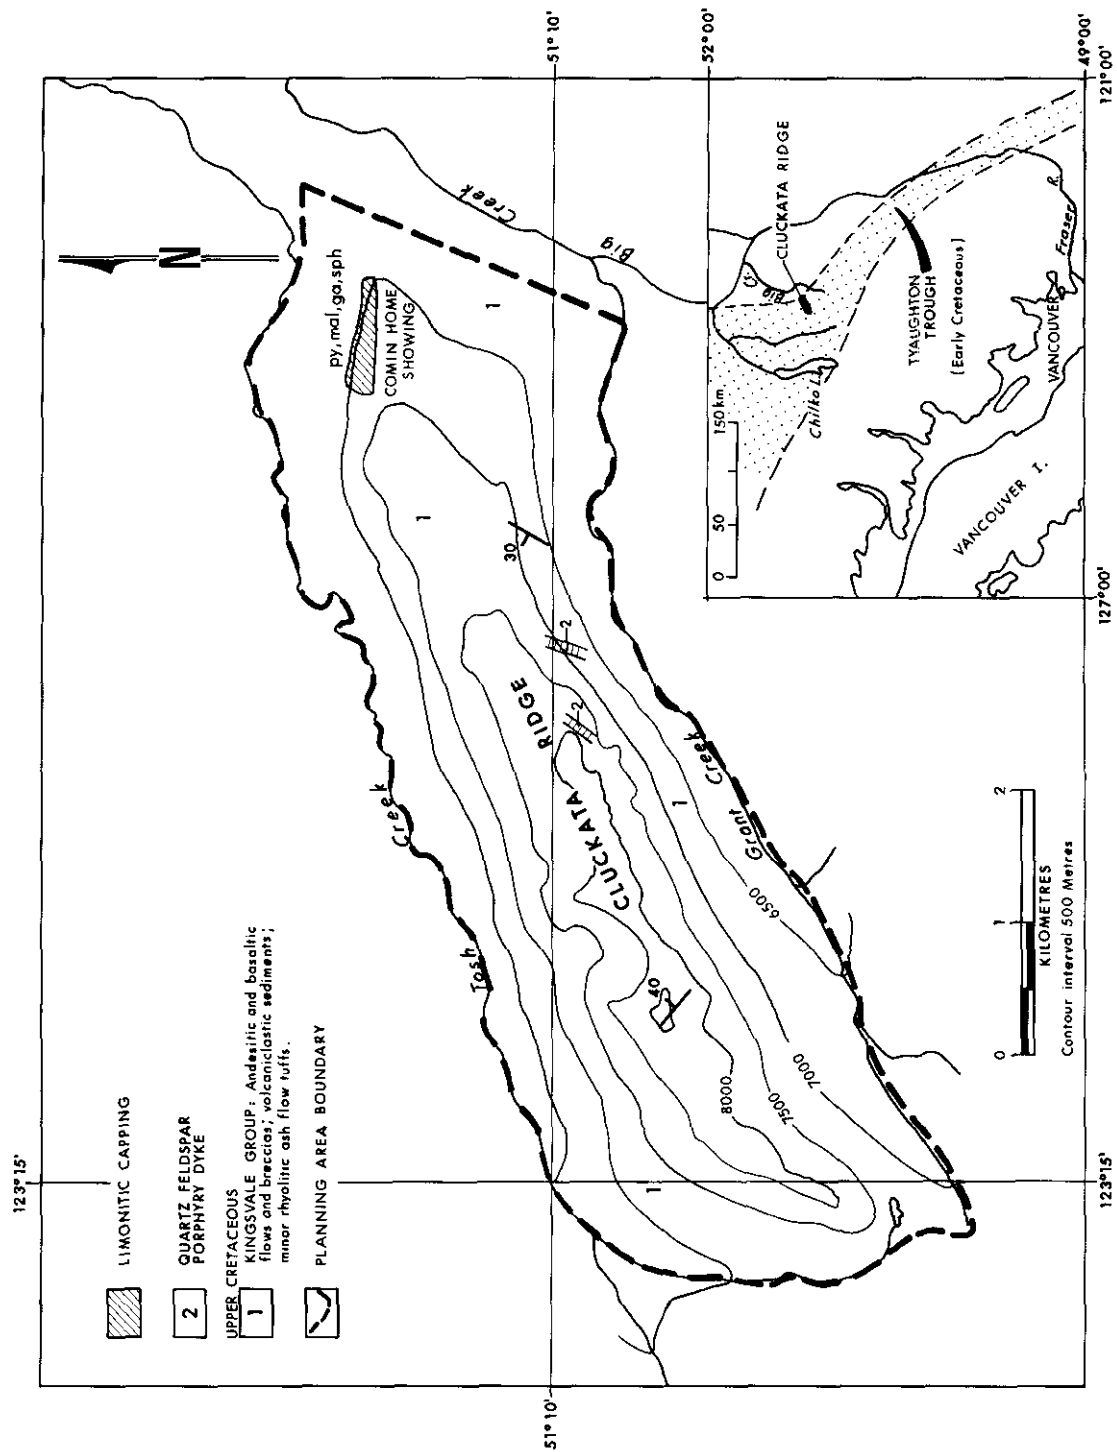 123°15'
LIMONITIC CAPPING
2
QUARTZ FELDSPAR
PORPHYRY DYKE
UPPER CRETACEOUS
1
KINGSVALE GROUP: Andesitic and basaltic
flows and breccias; volcaniclastic sediments;
minor rhyolitic ash flow tuffs.
PLANNING AREA BOUNDARY
N
Tosh
Creek
py,mal,ga,sph
COMIN HOME
SHOWING
1
1
30
Creek
Big
51°10'
51°10'
RIDGE
CLUCKATA
2
2
1
1
40
8000
7500
7000
6500
Grant
Creek
0
1
2
KILOMETRES
Contour interval 500 Metres
123°15'
52°00'
0
50
150 km
Big
Cr.
CLUCKATA RIDGE
Chilko L.
TYAUGHTON
TROUGH
(Early Cretaceous)
VANCOUVER I.
VANCOUVER
Fraser
R.
127°00'
121°00'
49°00'